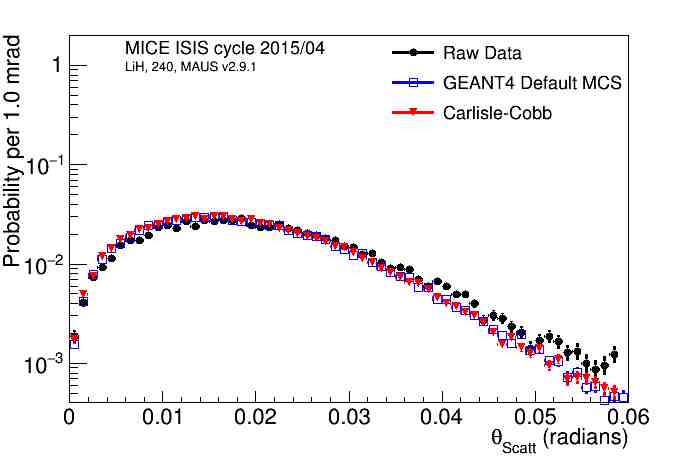 MICE ISIS cycle 2015/04
LiH, 240, MAUS v2.9.1
Raw Data
GEANT4 Default MCS
Carlisle-Cobb
Probability per 1.0 mrad
1
10⁻¹
10⁻²
10⁻³
0 0.01 0.02 0.03 0.04 0.05 0.06
θ_Scatt (radians)